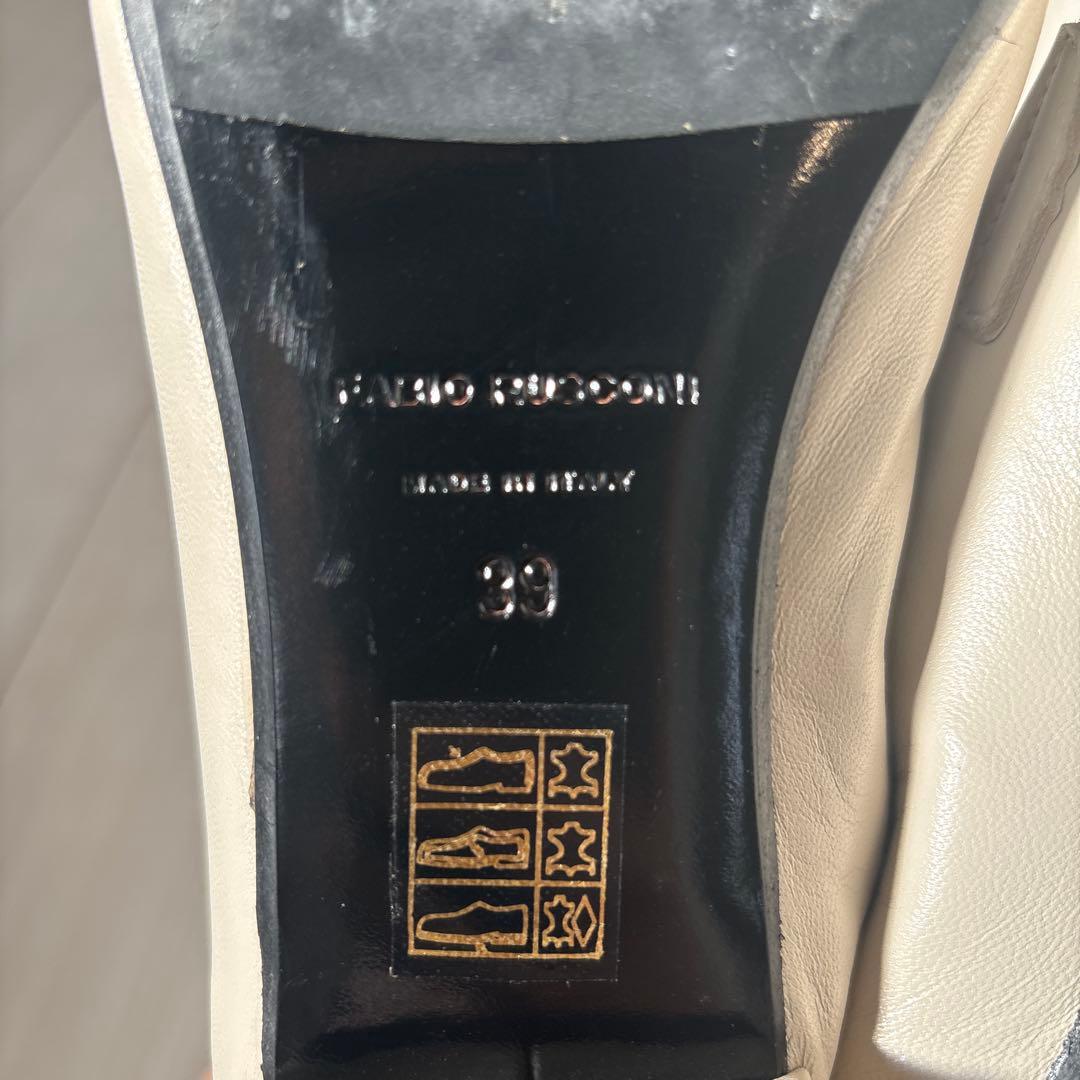 FABIO RUSCONI
MADE IN ITALY
39